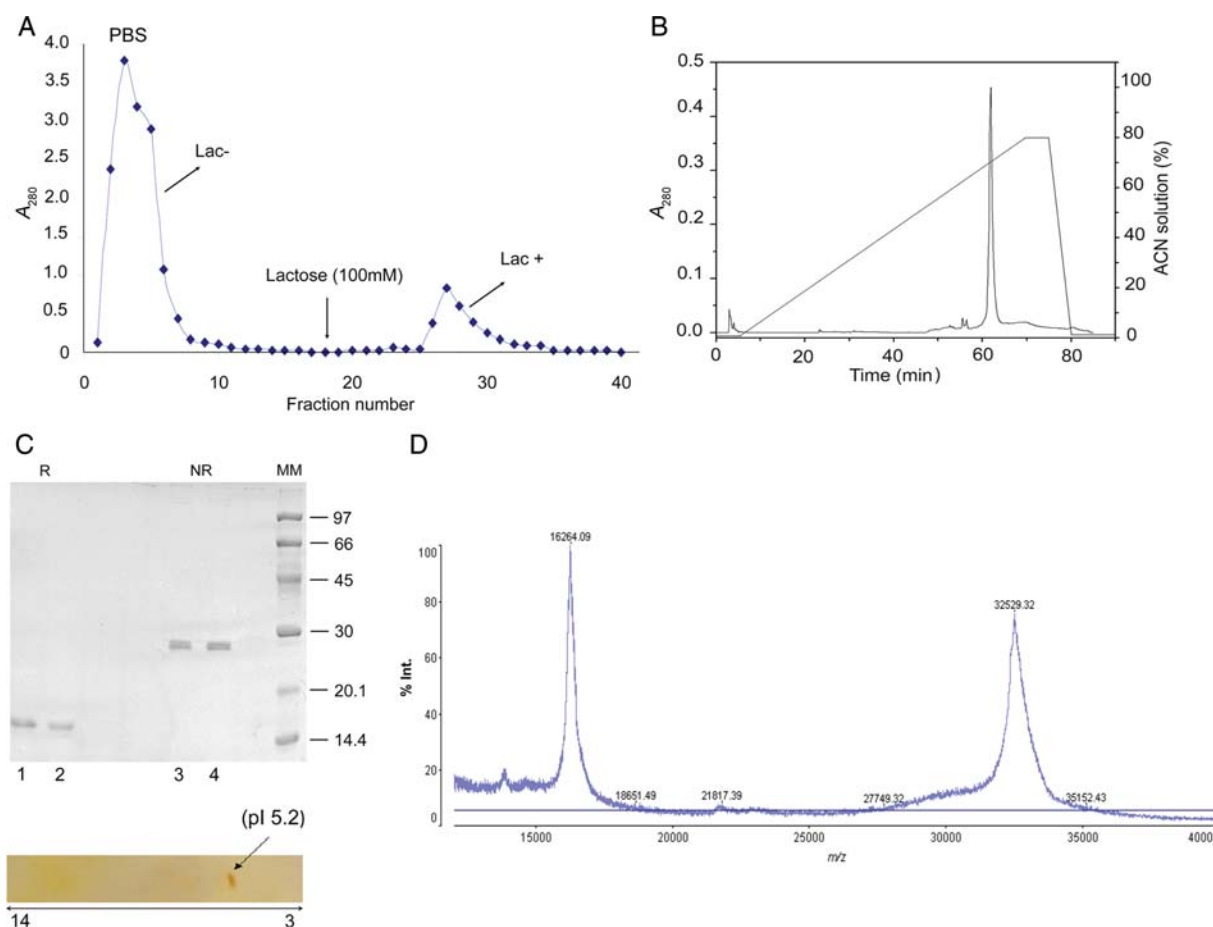 A
PBS
4.0
3.5
3.0
2.5
2.0
1.5
1.0
0.5
0
A280
Lac-
Lactose (100mM)
Lac +
0 10 20 30 40
Fraction number
B
0.5
0.4
0.3
0.2
0.1
0.0
A280
100
80
60
40
20
0
ACN solution (%)
0 20 40 60 80
Time (min)
C
R NR MM
97
66
45
30
20.1
14.4
1 2 3 4
(pI 5.2)
14 3
D
100
80
60
40
20
0
% Int.
16264.09
18651.49
21817.39
27749.32
32529.32
35152.43
15000 20000 25000 30000 35000 4000
m/z